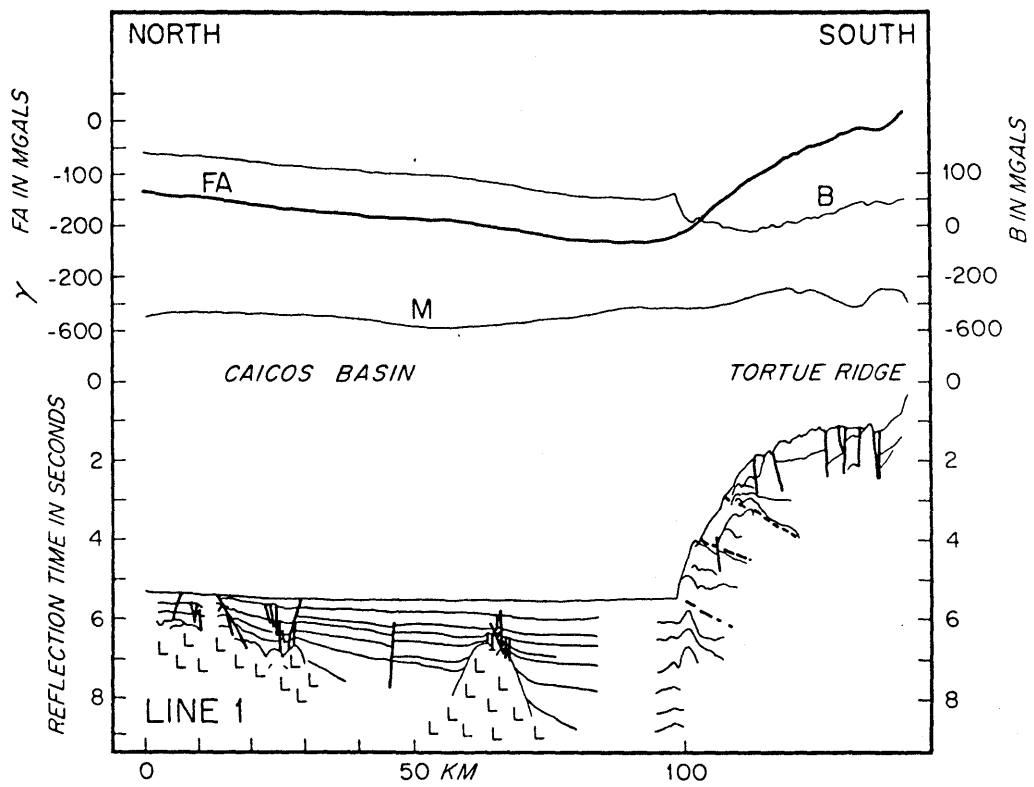 NORTH
SOUTH
FA IN MGALS
0
-100
-200
FA
B
100
0
B IN MGALS
γ
-200
-600
M
-200
-600
CAICOS BASIN
TORTUE RIDGE
REFLECTION TIME IN SECONDS
0
2
4
6
8
0
2
4
6
8
L L L L L L L L L L L
L L L L L L L L L L
LINE 1
0
50 KM
100